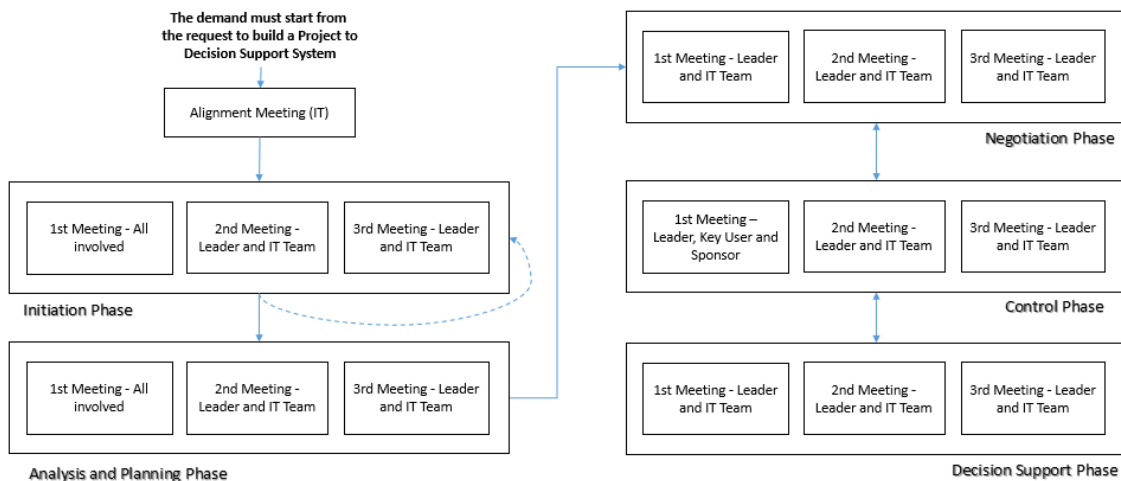 The demand must start from
the request to build a Project to
Decision Support System
Alignment Meeting (IT)
1st Meeting - All
involved
2nd Meeting -
Leader and IT Team
3rd Meeting - Leader
and IT Team
Initiation Phase
1st Meeting - All
involved
2nd Meeting -
Leader and IT Team
3rd Meeting - Leader
and IT Team
Analysis and Planning Phase
1st Meeting - Leader
and IT Team
2nd Meeting -
Leader and IT Team
3rd Meeting - Leader
and IT Team
Negotiation Phase
1st Meeting –
Leader, Key User and
Sponsor
2nd Meeting -
Leader and IT Team
3rd Meeting - Leader
and IT Team
Control Phase
1st Meeting - Leader
and IT Team
2nd Meeting -
Leader and IT Team
3rd Meeting - Leader
and IT Team
Decision Support Phase